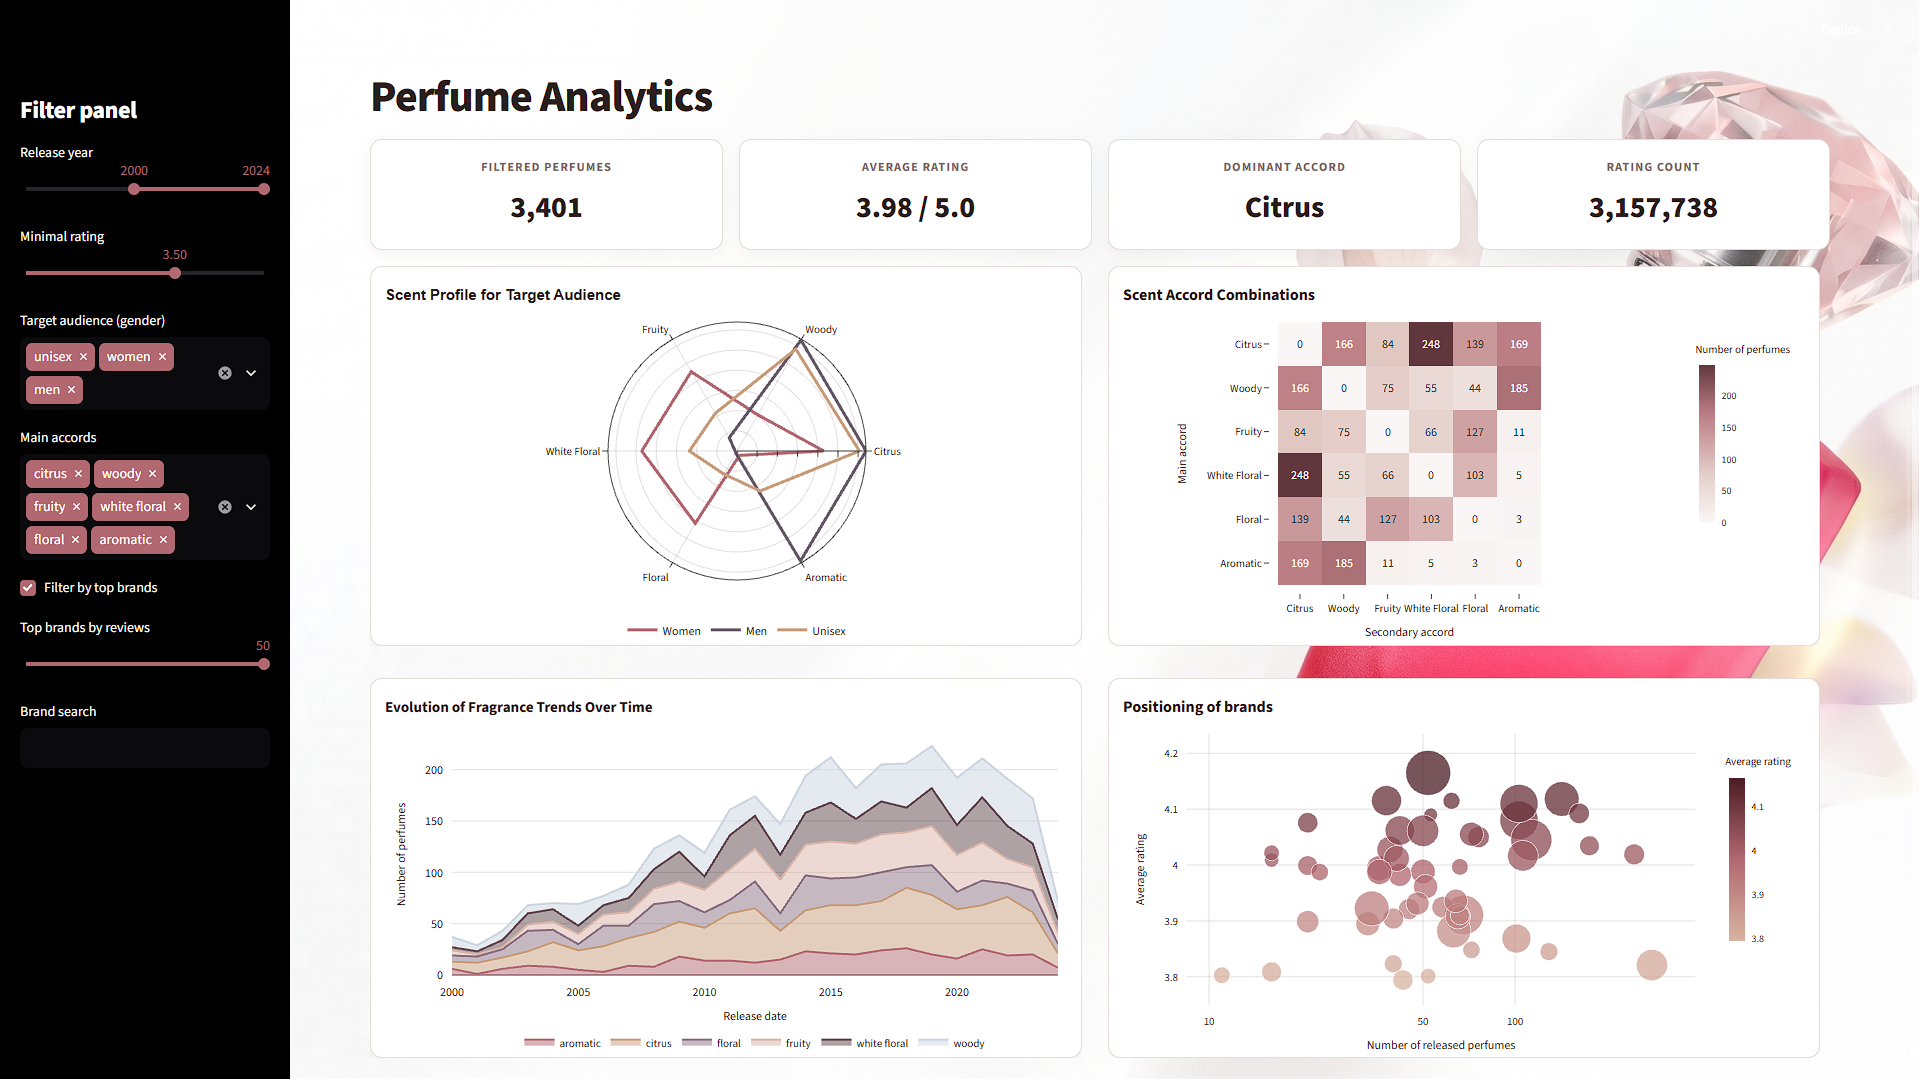 Filter panel
Release year
2000
2024
Minimal rating
3.50
Target audience (gender)
unisex ×
women ×
men ×
Main accords
citrus ×
woody ×
fruity ×
white floral ×
floral ×
aromatic ×
Filter by top brands
Top brands by reviews
50
Brand search
Perfume Analytics
FILTERED PERFUMES
3,401
AVERAGE RATING
3.98 / 5.0
DOMINANT ACCORD
Citrus
RATING COUNT
3,157,738
Scent Profile for Target Audience
Fruity
Woody
White Floral
Citrus
Floral
Aromatic
Women
Men
Unisex
Scent Accord Combinations
Main accord
Citrus 0 166 84 248 139 169
Woody 166 0 75 55 44 185
Fruity 84 75 0 66 127 11
White Floral 248 55 66 0 103 5
Floral 139 44 127 103 0 3
Aromatic 169 185 11 5 3 0
Citrus Woody Fruity White Floral Floral Aromatic
Secondary accord
Number of perfumes
200
150
100
50
0
Evolution of Fragrance Trends Over Time
Number of perfumes
200
150
100
50
0
2000 2005 2010 2015 2020
Release date
aromatic citrus floral fruity white floral woody
Positioning of brands
Average rating
4.2
4.1
4
3.9
3.8
10 50 100
Number of released perfumes
Average rating
4.1
4
3.9
3.8